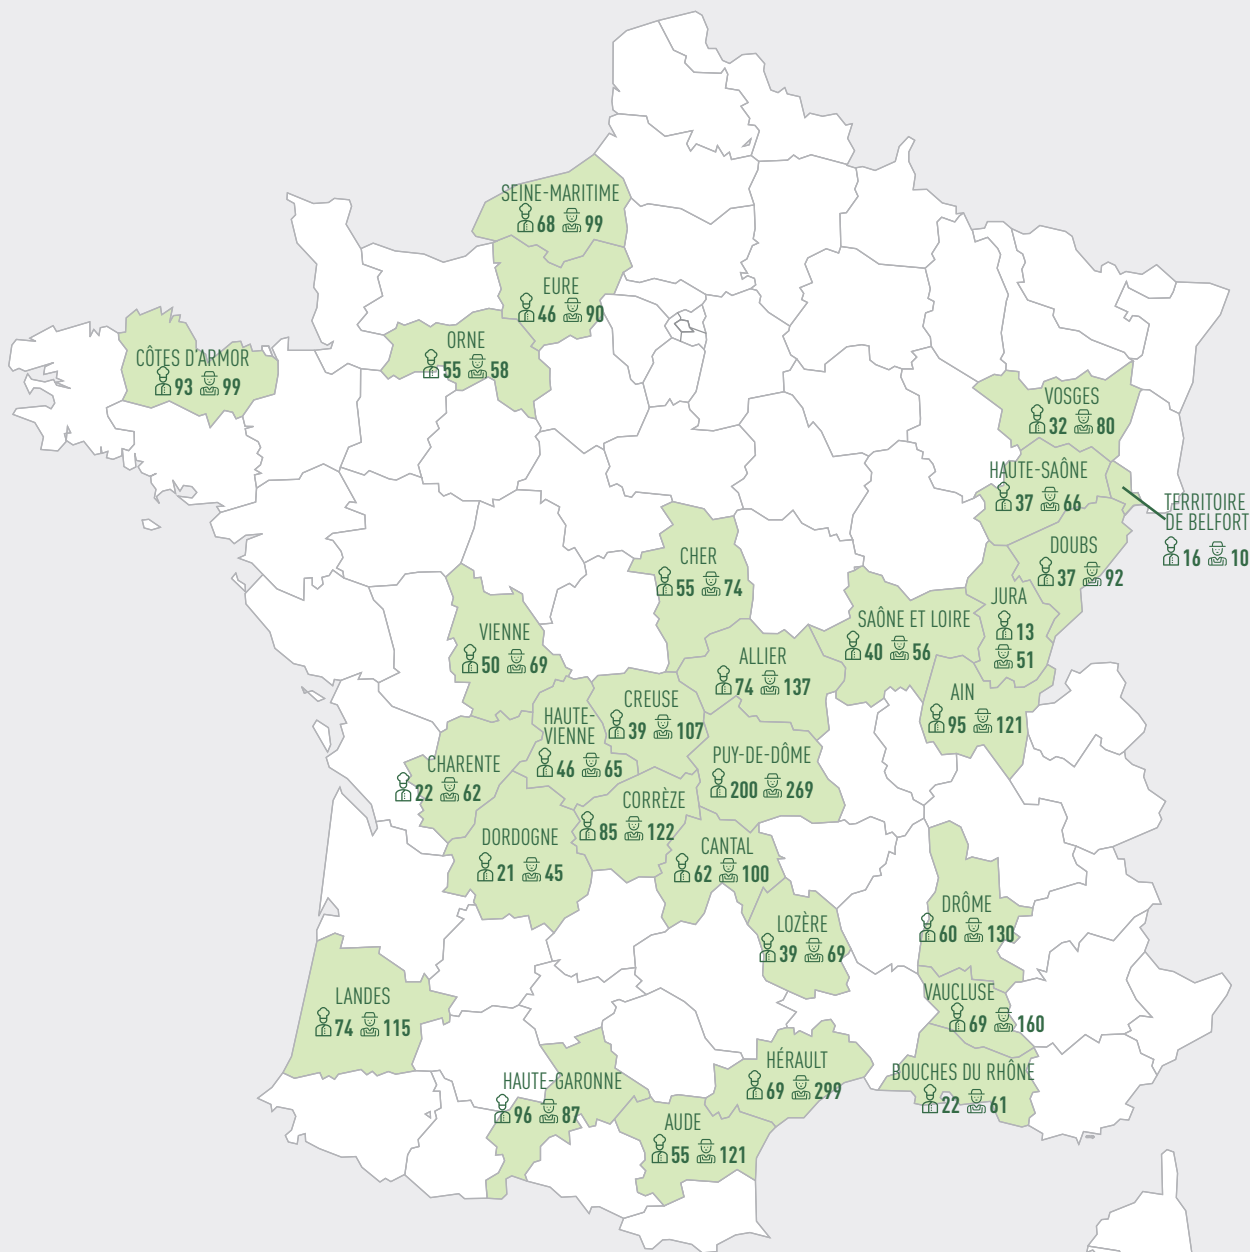 SEINE-MARITIME
68 99
EURE
46 90
ORNE
55 58
CÔTES D'ARMOR
93 99
VOSGES
32 80
HAUTE-SAÔNE
37 66
TERRITOIRE
DE BELFORT
16 10
DOUBS
37 92
CHER
55 74
JURA
13
51
SAÔNE ET LOIRE
40 56
VIENNE
50 69
ALLIER
74 137
AIN
95 121
CREUSE
39 107
HAUTE-
VIENNE
46 65
PUY-DE-DÔME
200 269
CHARENTE
22 62
CORRÈZE
85 122
DORDOGNE
21 45
CANTAL
62 100
DRÔME
60 130
LOZÈRE
39 69
LANDES
74 115
VAUCLUSE
69 160
HÉRAULT
69 299
BOUCHES DU RHÔNE
22 61
HAUTE-GARONNE
96 87
AUDE
55 121